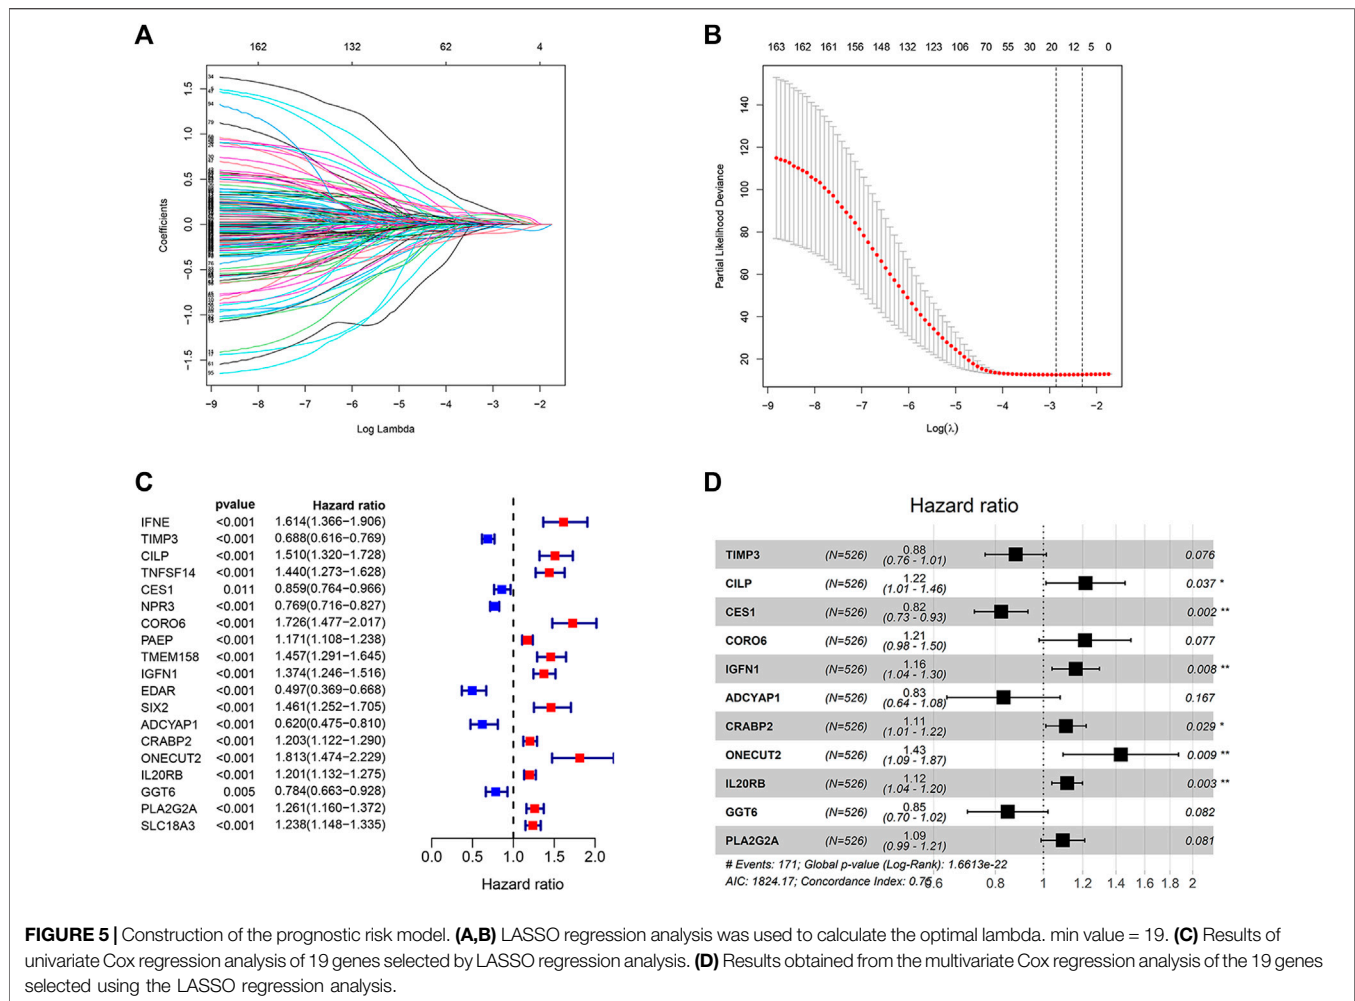 A
162 132 62 4
Coefficients
1.5
1.0
0.5
0.0
−0.5
−1.0
−1.5
34
94
79
76
61
95
−9 −8 −7 −6 −5 −4 −3 −2
Log Lambda
B
163 162 161 156 148 132 123 106 70 55 30 20 12 5 0
Partial Likelihood Deviance
140
120
100
80
60
40
20
−9 −8 −7 −6 −5 −4 −3 −2
Log(λ)
C
pvalue Hazard ratio
IFNE <0.001 1.614(1.366−1.906)
TIMP3 <0.001 0.688(0.616−0.769)
CILP <0.001 1.510(1.320−1.728)
TNFSF14 <0.001 1.440(1.273−1.628)
CES1 0.011 0.859(0.764−0.966)
NPR3 <0.001 0.769(0.716−0.827)
CORO6 <0.001 1.726(1.477−2.017)
PAEP <0.001 1.171(1.108−1.238)
TMEM158 <0.001 1.457(1.291−1.645)
IGFN1 <0.001 1.374(1.246−1.516)
EDAR <0.001 0.497(0.369−0.668)
SIX2 <0.001 1.461(1.252−1.705)
ADCYAP1 <0.001 0.620(0.475−0.810)
CRABP2 <0.001 1.203(1.122−1.290)
ONECUT2 <0.001 1.813(1.474−2.229)
IL20RB <0.001 1.201(1.132−1.275)
GGT6 0.005 0.784(0.663−0.928)
PLA2G2A <0.001 1.261(1.160−1.372)
SLC18A3 <0.001 1.238(1.148−1.335)
0.0 0.5 1.0 1.5 2.0
Hazard ratio
D
Hazard ratio
TIMP3 (N=526) 0.88 (0.76 - 1.01) 0.076
CILP (N=526) 1.22 (1.01 - 1.46) 0.037 *
CES1 (N=526) 0.82 (0.73 - 0.93) 0.002 **
CORO6 (N=526) 1.21 (0.98 - 1.50) 0.077
IGFN1 (N=526) 1.16 (1.04 - 1.30) 0.008 **
ADCYAP1 (N=526) 0.83 (0.64 - 1.08) 0.167
CRABP2 (N=526) 1.11 (1.01 - 1.22) 0.029 *
ONECUT2 (N=526) 1.43 (1.09 - 1.87) 0.009 **
IL20RB (N=526) 1.12 (1.04 - 1.20) 0.003 **
GGT6 (N=526) 0.85 (0.70 - 1.02) 0.082
PLA2G2A (N=526) 1.09 (0.99 - 1.21) 0.081
# Events: 171; Global p-value (Log-Rank): 1.6613e-22
AIC: 1824.17; Concordance Index: 0.75
0.6 0.8 1 1.2 1.4 1.6 1.8 2
FIGURE 5 | Construction of the prognostic risk model. (A,B) LASSO regression analysis was used to calculate the optimal lambda. min value = 19. (C) Results of
univariate Cox regression analysis of 19 genes selected by LASSO regression analysis. (D) Results obtained from the multivariate Cox regression analysis of the 19 genes
selected using the LASSO regression analysis.